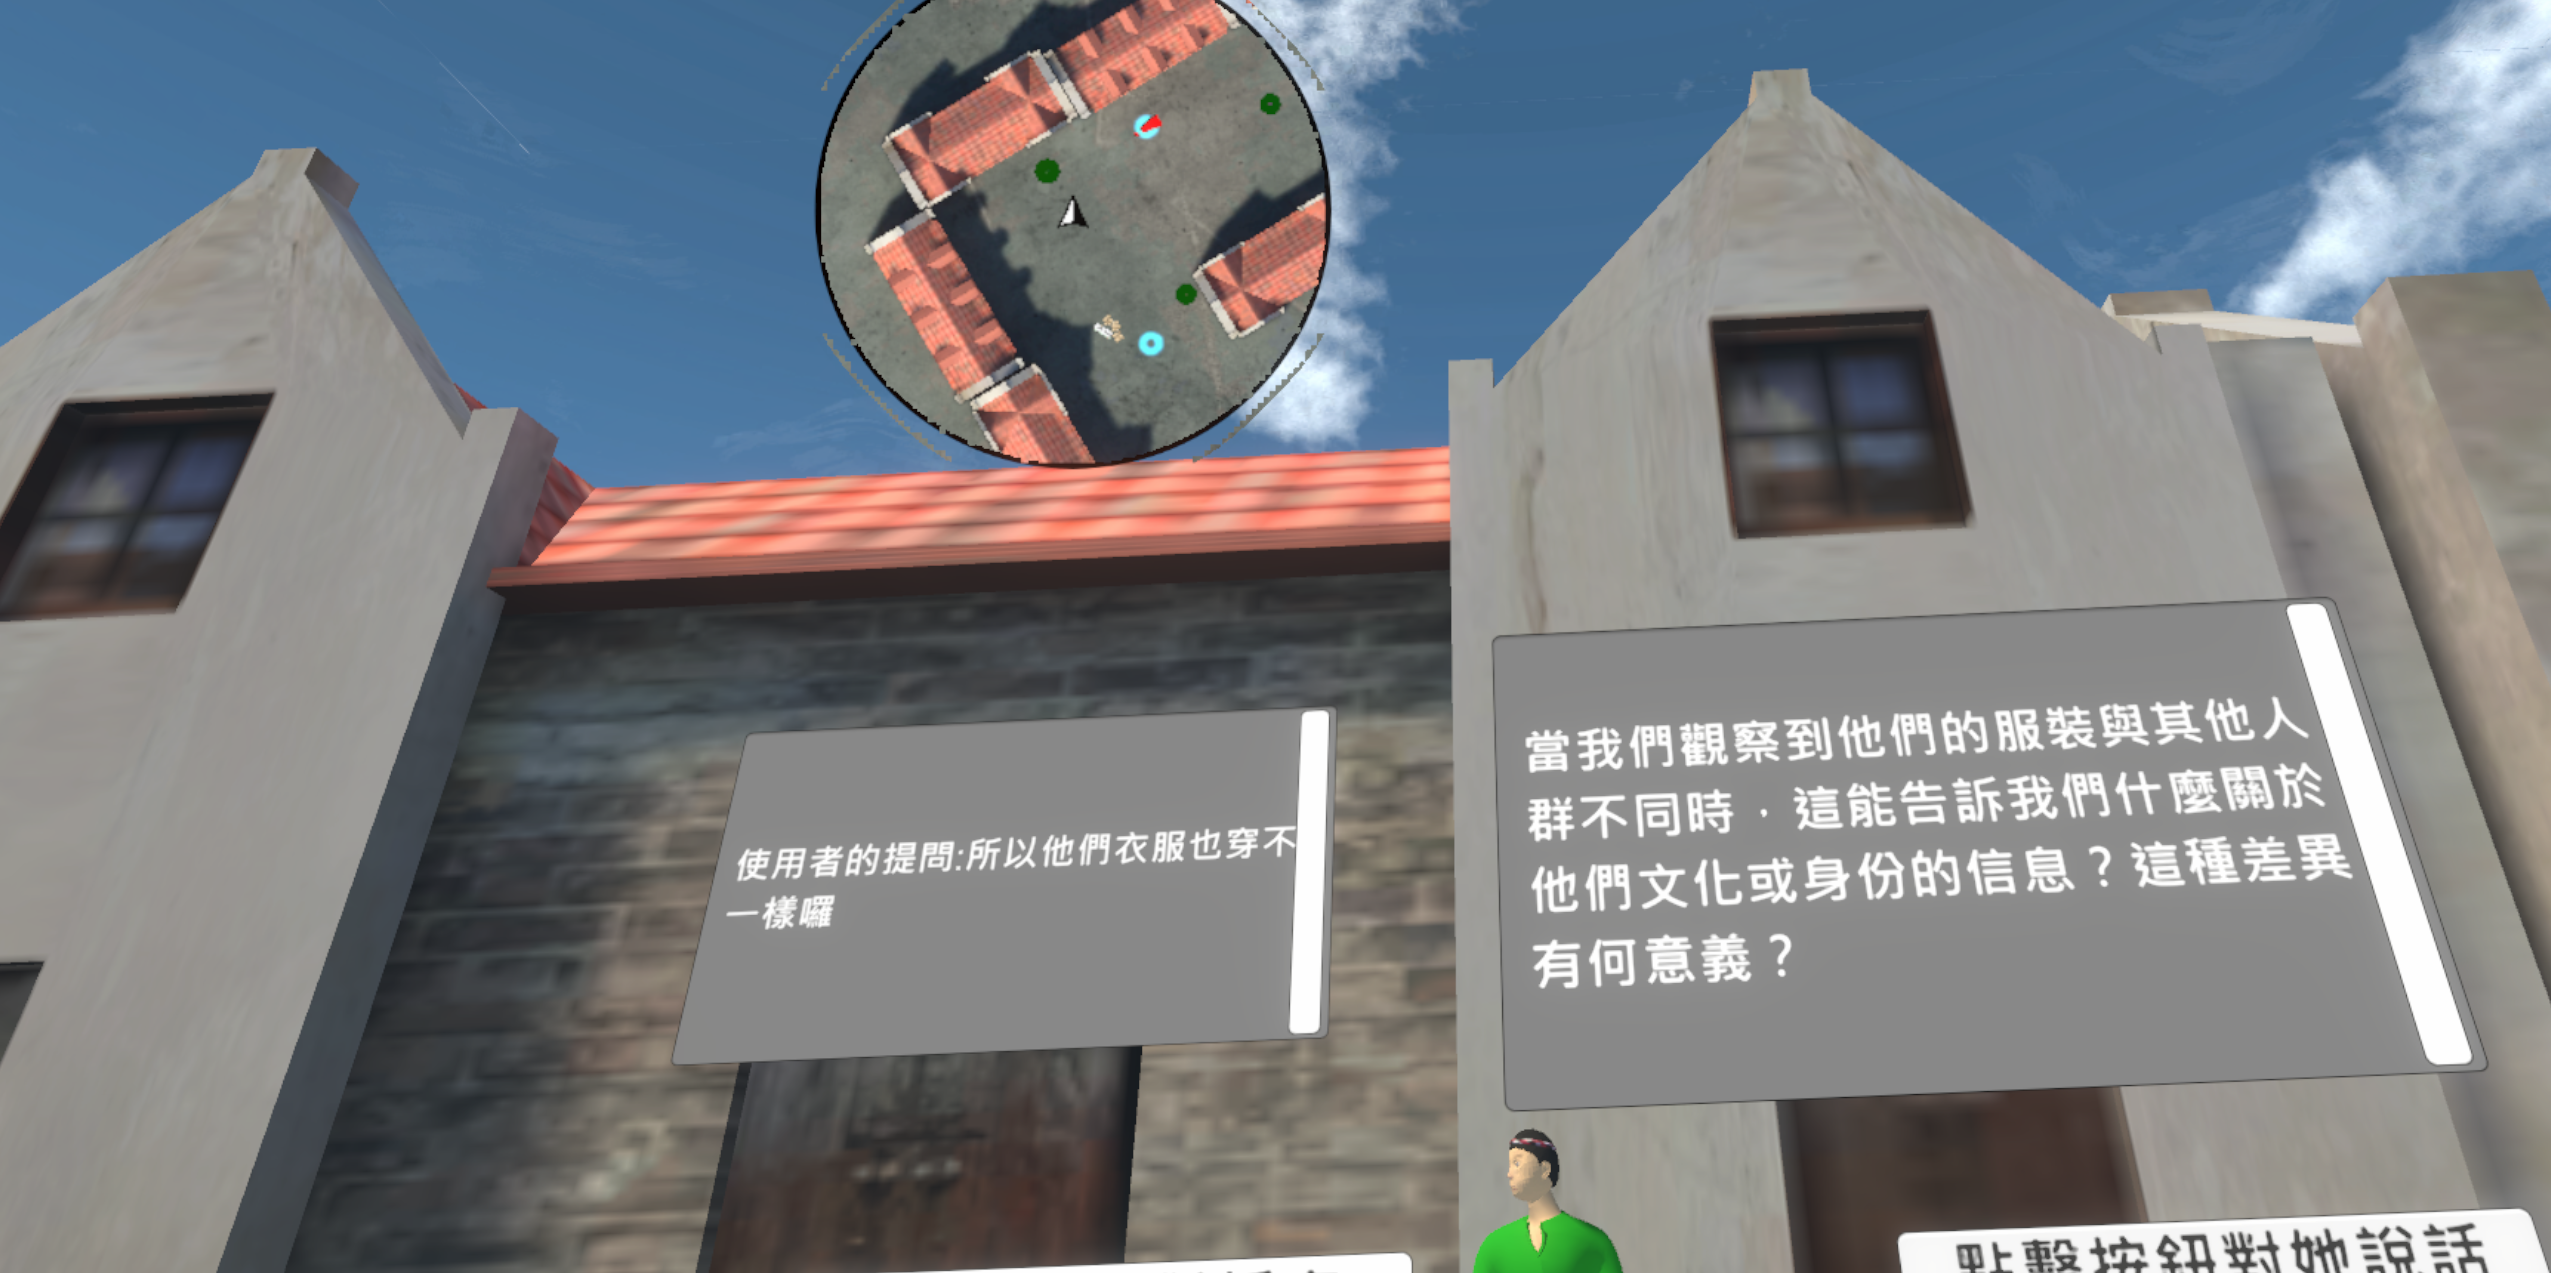 使用者的提問:所以他們衣服也穿不
一樣囉
當我們觀察到他們的服裝與其他人
群不同時，這能告訴我們什麼關於
他們文化或身份的信息？這種差異
有何意義？
點擊按鈕對她說話